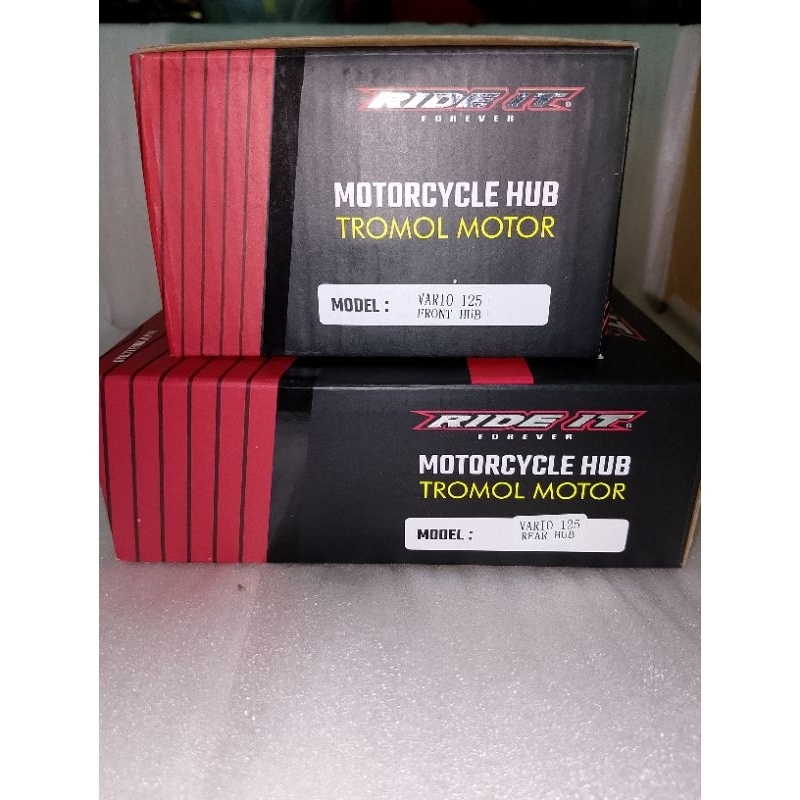 RIDE IT
FOREVER
MOTORCYCLE HUB
TROMOL MOTOR
MODEL :
VARIO 125
FRONT HUB
RIDE IT
FOREVER
MOTORCYCLE HUB
TROMOL MOTOR
MODEL :
VARIO 125
REAR HUB